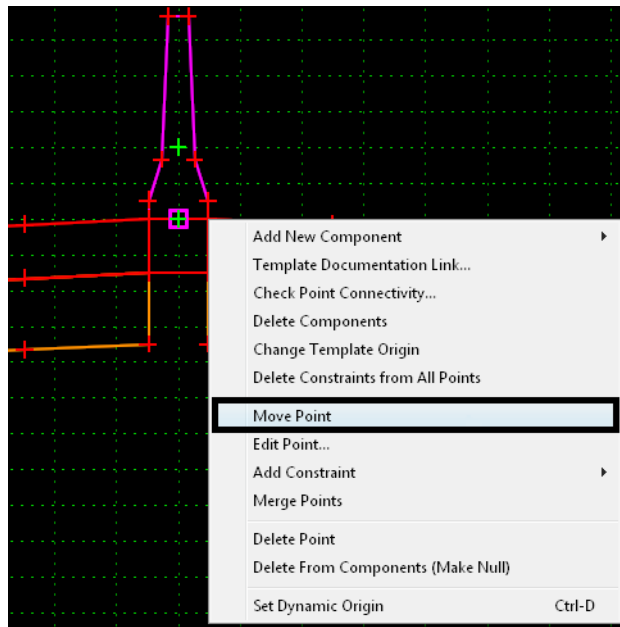 Add New Component
Template Documentation Link...
Check Point Connectivity...
Delete Components
Change Template Origin
Delete Constraints from All Points
Move Point
Edit Point...
Add Constraint
Merge Points
Delete Point
Delete From Components (Make Null)
Set Dynamic Origin Ctrl-D